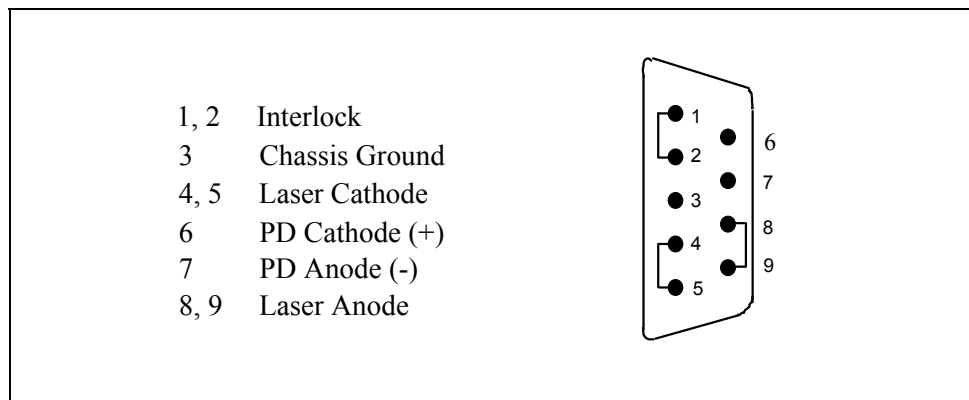 1, 2 Interlock
3 Chassis Ground
4, 5 Laser Cathode
6 PD Cathode (+)
7 PD Anode (-)
8, 9 Laser Anode
1
6
2
7
3
8
4
9
5